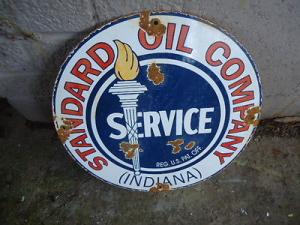 STANDARD OIL COMPANY
SERVICE
REG. U.S. PAT. OFF.
(INDIANA)